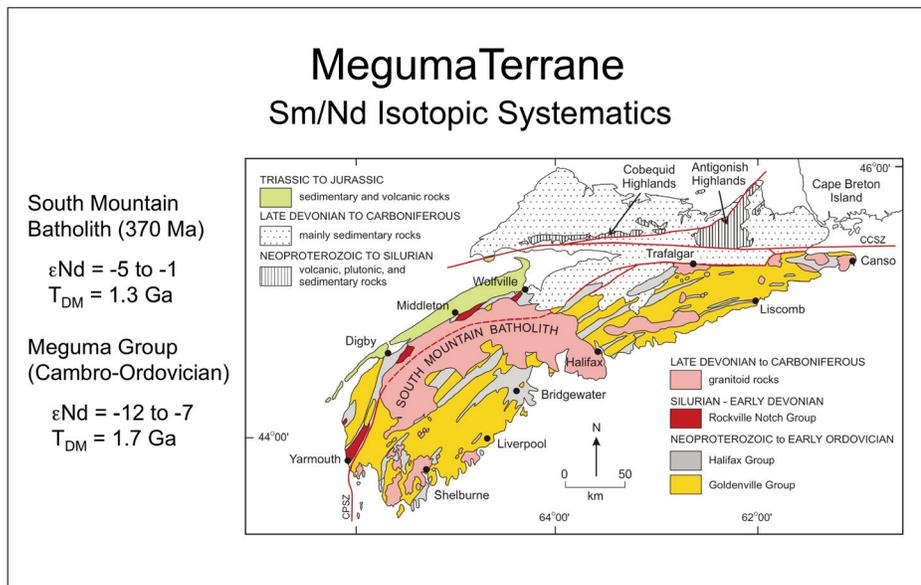 MegumaTerrane
Sm/Nd Isotopic Systematics
South Mountain
Batholith (370 Ma)
εNd = -5 to -1
TDM = 1.3 Ga
Meguma Group
(Cambro-Ordovician)
εNd = -12 to -7
TDM = 1.7 Ga
TRIASSIC TO JURASSIC
sedimentary and volcanic rocks
LATE DEVONIAN TO CARBONIFEROUS
mainly sedimentary rocks
NEOPROTEROZOIC TO SILURIAN
volcanic, plutonic, and
sedimentary rocks
Cobequid
Highlands
Antigonish
Highlands
46°00'
Cape Breton
Island
CCSZ
Trafalgar
Canso
Wolfville
Liscomb
Middleton
Digby
SOUTH MOUNTAIN BATHOLITH
Halifax
Bridgewater
Liverpool
44°00'
Yarmouth
Shelburne
CPSZ
N
0 50
km
64°00'
62°00'
LATE DEVONIAN to CARBONIFEROUS
granitoid rocks
SILURIAN - EARLY DEVONIAN
Rockville Notch Group
NEOPROTEROZOIC to EARLY ORDOVICIAN
Halifax Group
Goldenville Group